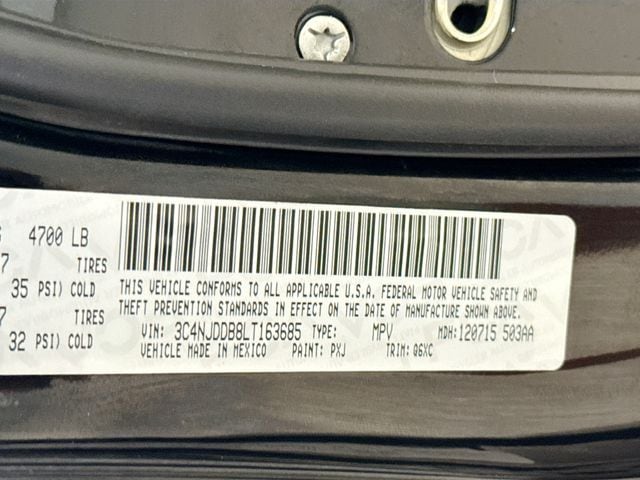 4700 LB
7 TIRES
35 PSI) COLD
7 TIRES
32 PSI) COLD
THIS VEHICLE CONFORMS TO ALL APPLICABLE U.S.A. FEDERAL MOTOR VEHICLE SAFETY AND
THEFT PREVENTION STANDARDS IN EFFECT ON THE DATE OF MANUFACTURE SHOWN ABOVE.
VIN: 3C4NJDDB8LT163685 TYPE: MPV MDH: 120715 503AA
VEHICLE MADE IN MEXICO PAINT: PXJ TRIM: Q6XC